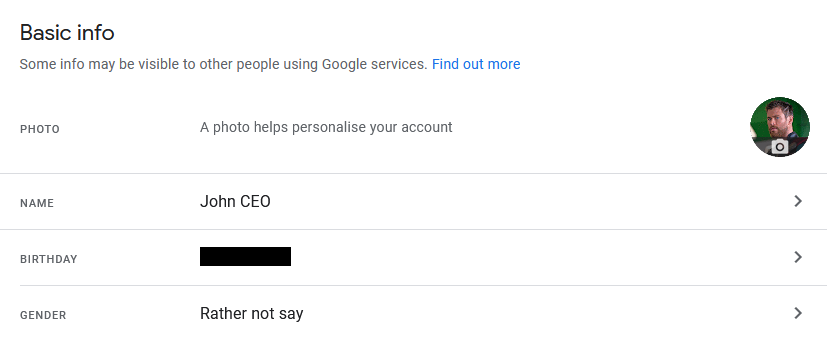 Basic info
Some info may be visible to other people using Google services. Find out more
PHOTO
A photo helps personalise your account
NAME
John CEO
BIRTHDAY
GENDER
Rather not say